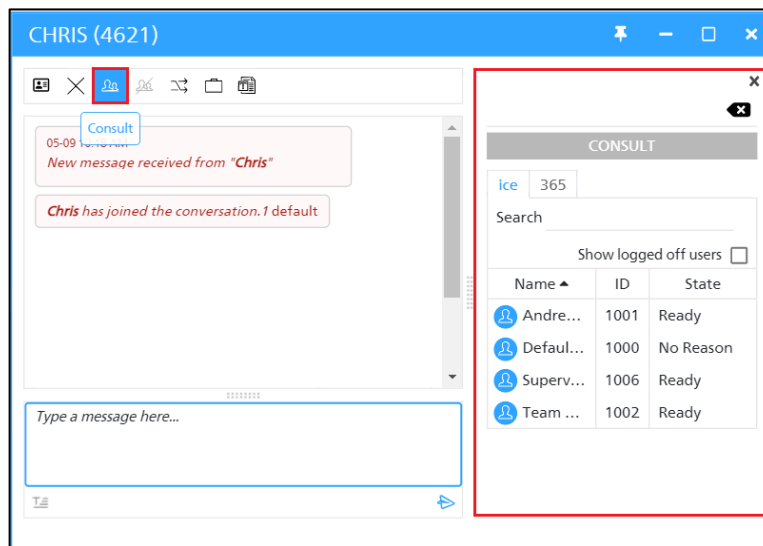 CHRIS (4621)
Consult
05-09
New message received from "Chris"
Chris has joined the conversation.1 default
Type a message here...
CONSULT
ice 365
Search
Show logged off users
Name ID State
Andre... 1001 Ready
Defaul... 1000 No Reason
Superv... 1006 Ready
Team ... 1002 Ready